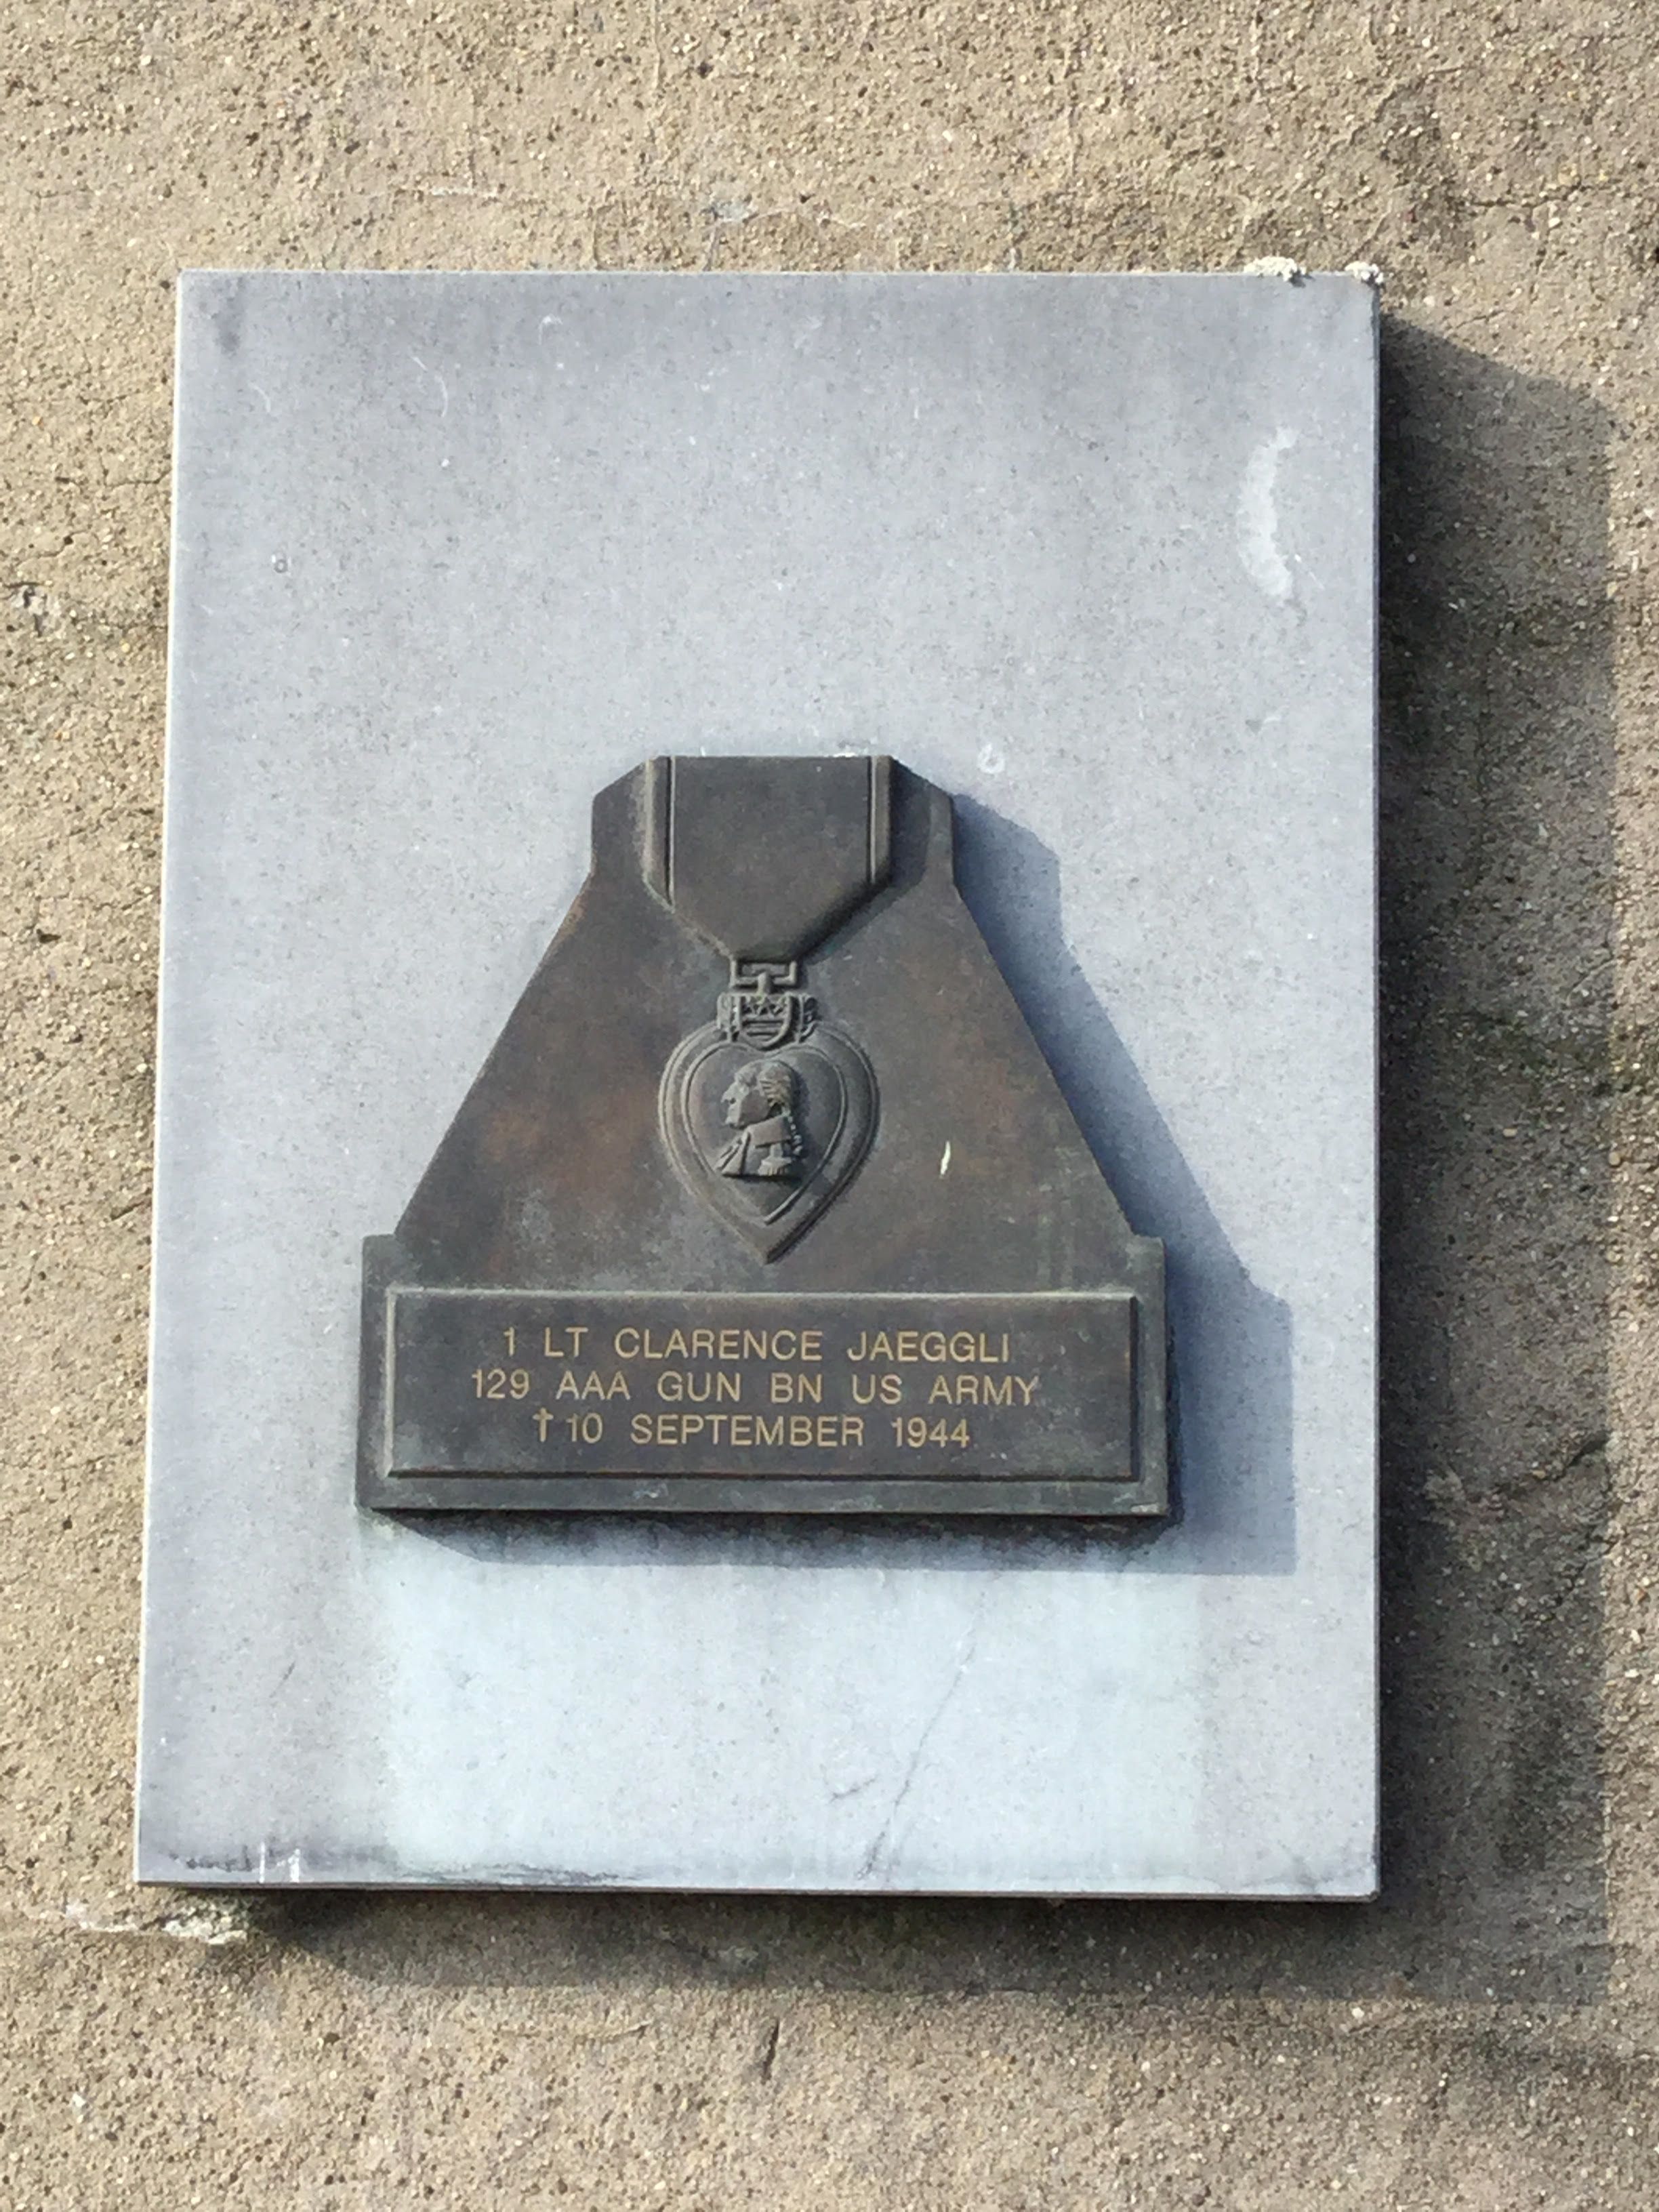 1 LT CLARENCE JAEGGLI
129 AAA GUN BN US ARMY
†10 SEPTEMBER 1944